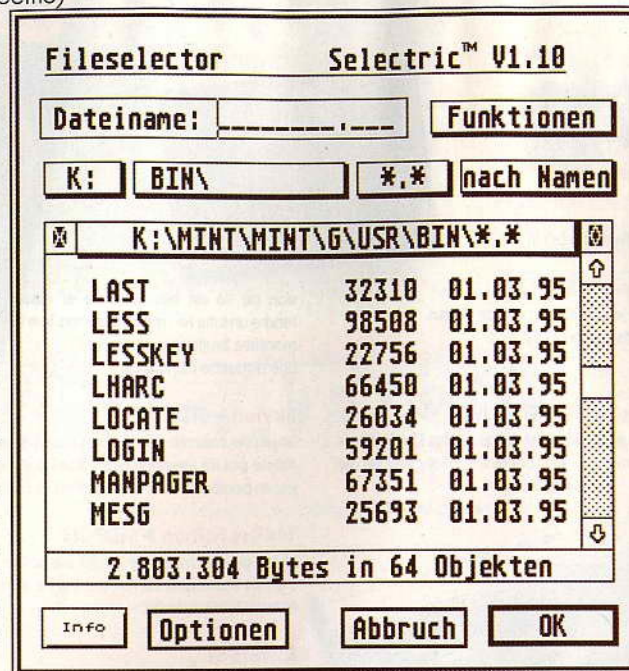 Fileselector Selectric™ V1.10
Dateiname: ________.___ Funktionen
K: BIN\ *.* nach Namen
K:\MINT\MINT\G\USR\BIN\*.*
LAST 32310 01.03.95
LESS 98508 01.03.95
LESSKEY 22756 01.03.95
LHARC 66450 01.03.95
LOCATE 26034 01.03.95
LOGIN 59201 01.03.95
MANPAGER 67351 01.03.95
MESG 25693 01.03.95
2.803.304 Bytes in 64 Objekten
Info Optionen Abbruch OK